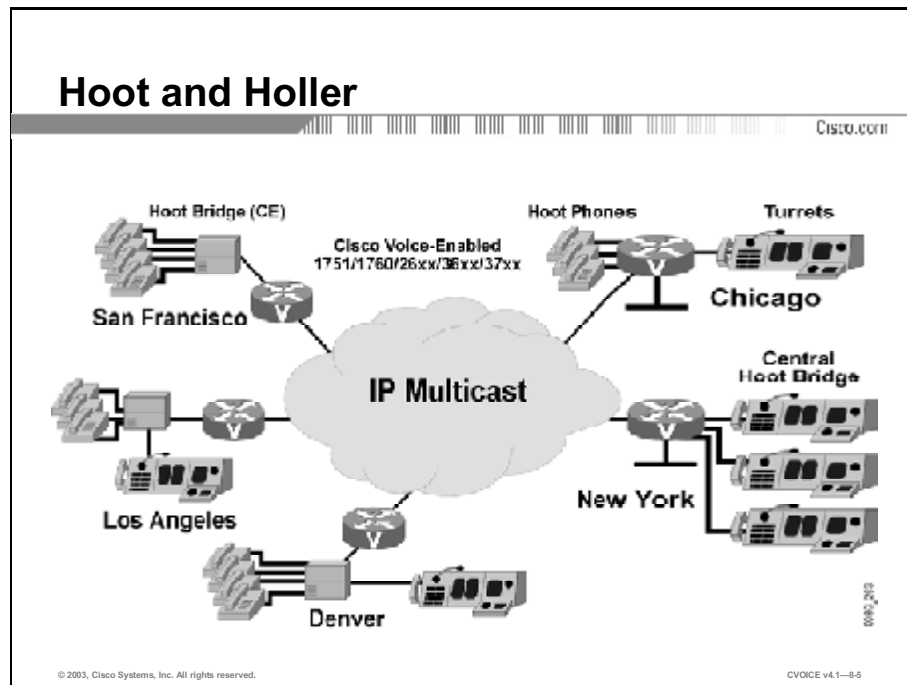 Hoot and Holler
Cisco.com
Hoot Bridge (CE)
Hoot Phones
Turrets
Cisco Voice-Enabled
1751/1760/26xx/36xx/37xx
V
V
Chicago
San Francisco
Central
Hoot Bridge
IP Multicast
V
V
New York
Los Angeles
V
Denver
© 2003, Cisco Systems, Inc. All rights reserved.
CVOICE v4.1—8-5